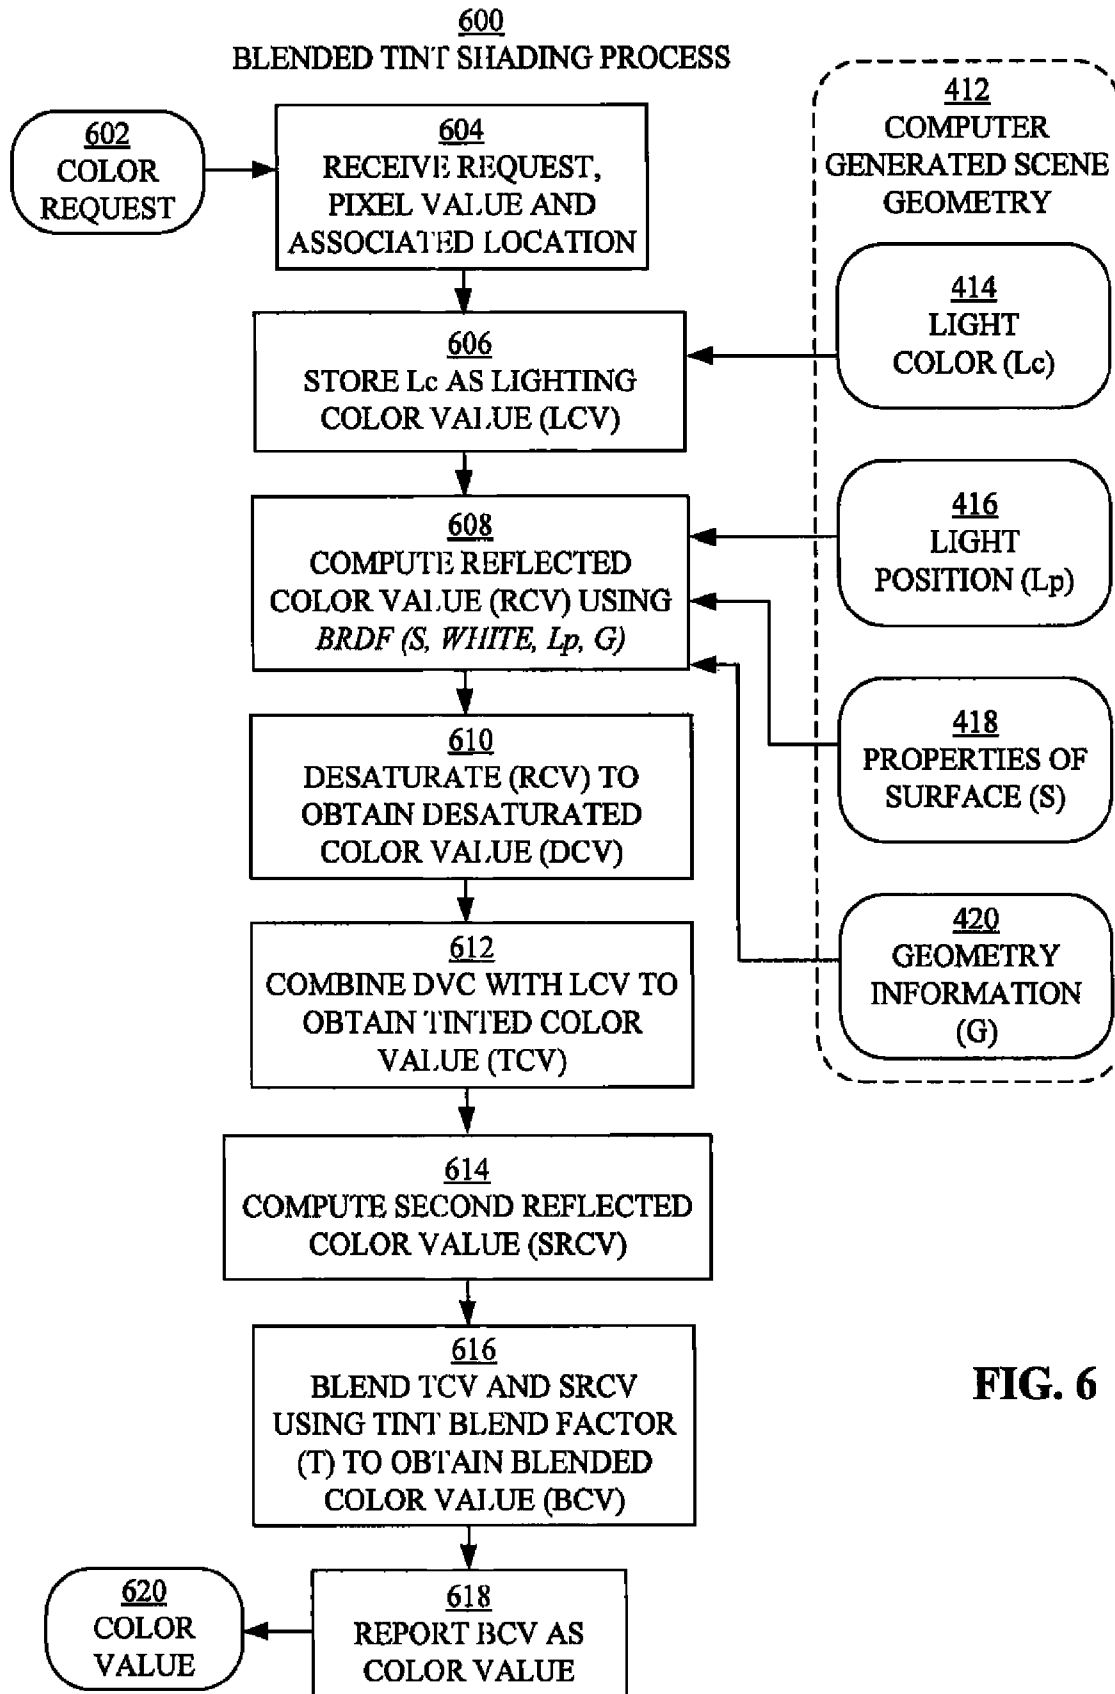 600
BLENDED TINT SHADING PROCESS
602
COLOR
REQUEST
604
RECEIVE REQUEST,
PIXEL VALUE AND
ASSOCIATED LOCATION
606
STORE Lc AS LIGHTING
COLOR VALUE (LCV)
608
COMPUTE REFLECTED
COLOR VALUE (RCV) USING
BRDF (S, WHITE, Lp, G)
610
DESATURATE (RCV) TO
OBTAIN DESATURATED
COLOR VALUE (DCV)
612
COMBINE DVC WITH LCV TO
OBTAIN TINTED COLOR
VALUE (TCV)
614
COMPUTE SECOND REFLECTED
COLOR VALUE (SRCV)
616
BLEND TCV AND SRCV
USING TINT BLEND FACTOR
(T) TO OBTAIN BLENDED
COLOR VALUE (BCV)
618
REPORT BCV AS
COLOR VALUE
620
COLOR
VALUE
412
COMPUTER
GENERATED SCENE
GEOMETRY
414
LIGHT
COLOR (Lc)
416
LIGHT
POSITION (Lp)
418
PROPERTIES OF
SURFACE (S)
420
GEOMETRY
INFORMATION
(G)
FIG. 6